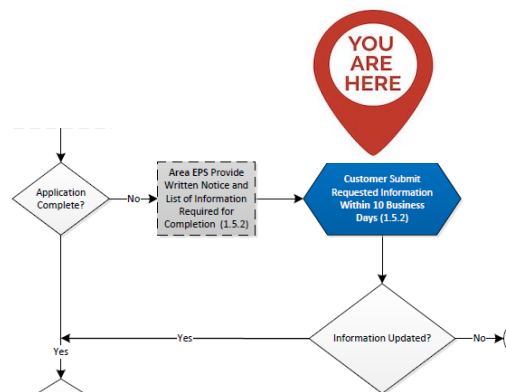 YOU
ARE
HERE
Application
Complete?
No
Area EPS Provide
Written Notice and
List of Information
Required for
Completion (1.5.2)
Customer Submit
Requested Information
Within 10 Business
Days (1.5.2)
Yes
Information Updated?
No
Yes